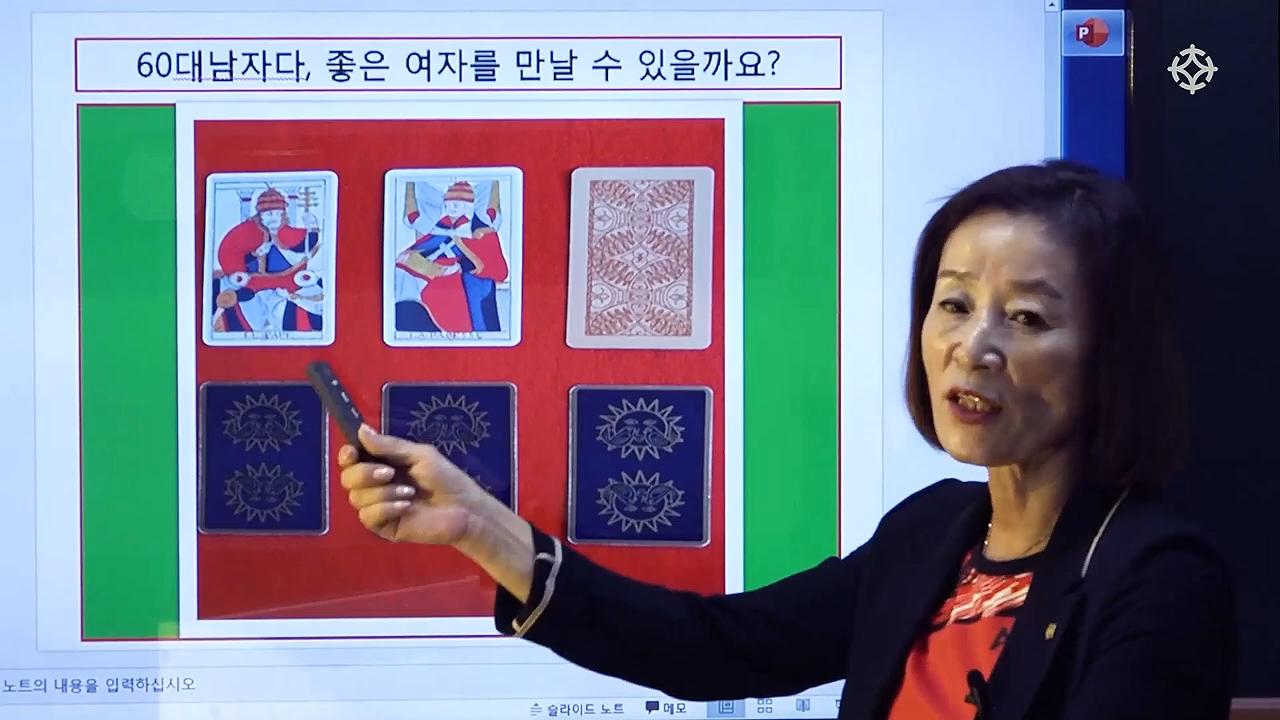 60대남자다, 좋은 여자를 만날 수 있을까요?
노트의 내용을 입력하십시오
슬라이드 노트
메모
P